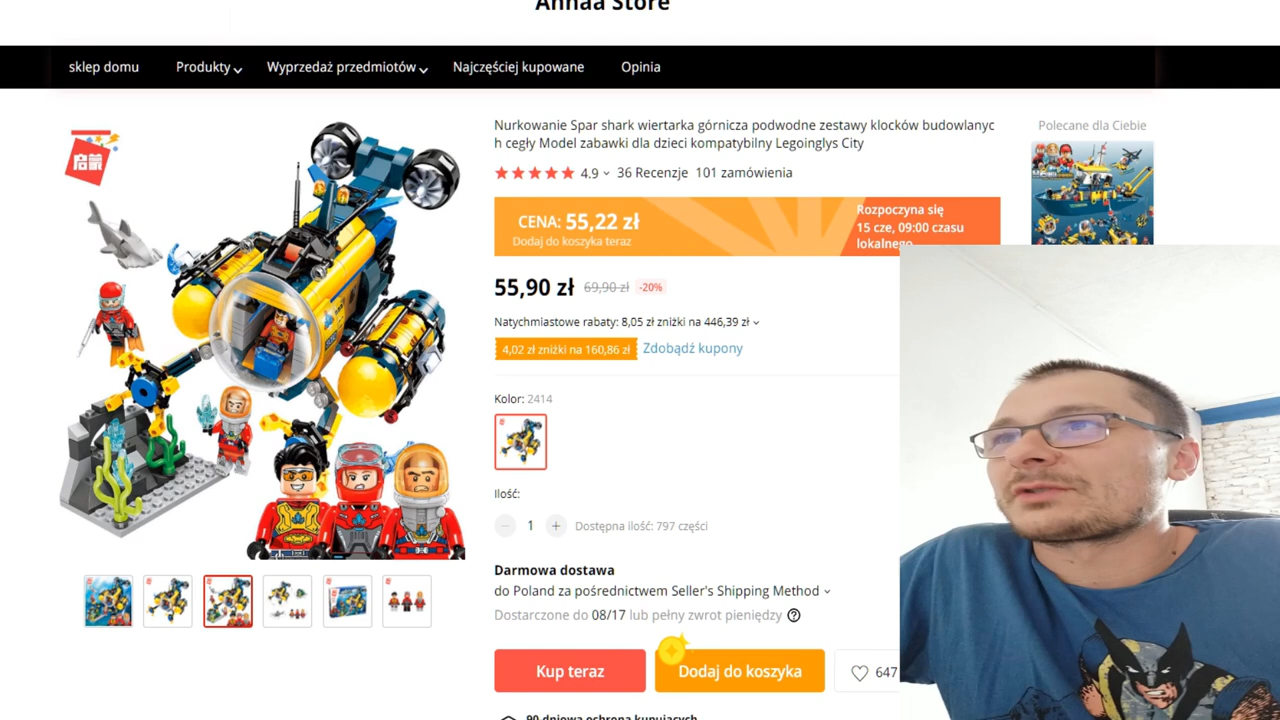 Annaa Store
sklep domu Produkty Wyprzedaż przedmiotów Najczęściej kupowane Opinia
启蒙
Nurkowanie Spar shark wiertarka górnicza podwodne zestawy klocków budowlanyc
h cegły Model zabawki dla dzieci kompatybilny Legoinglys City
4.9 36 Recenzje 101 zamówienia
CENA: 55,22 zł
Dodaj do koszyka teraz
Rozpoczyna się
15 cze, 09:00 czasu
lokalnego
55,90 zł 69,90 zł -20%
Natychmiastowe rabaty: 8,05 zł zniżki na 446,39 zł
4,02 zł zniżki na 160,86 zł Zdobądź kupony
Kolor: 2414
Ilość:
− 1 + Dostępna ilość: 797 części
Darmowa dostawa
do Poland za pośrednictwem Seller's Shipping Method
Dostarczone do 08/17 lub pełny zwrot pieniędzy
Kup teraz Dodaj do koszyka 647
90-dniowa ochrona kupujących
Polecane dla Ciebie